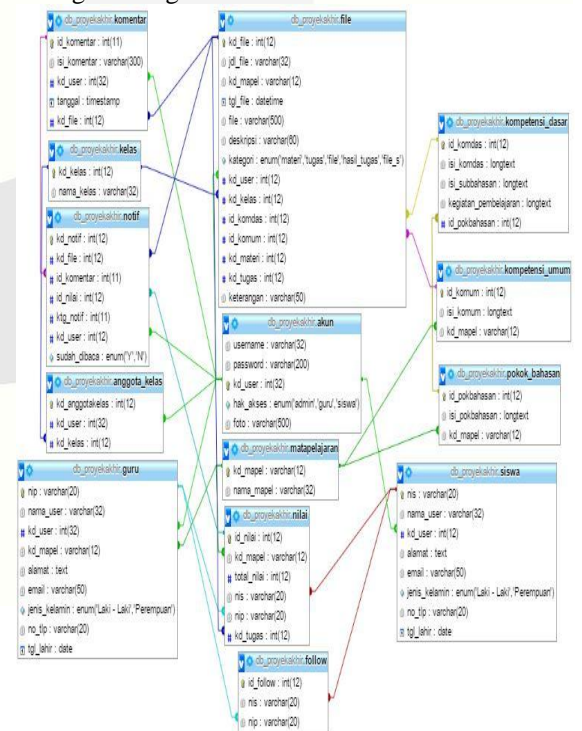 db_proyekakhir.komentar
id_komentar : int(11)
isi_komentar : varchar(300)
kd_user : int(32)
tanggal : timestamp
kd_file : int(12)
db_proyekakhir.kelas
kd_kelas : int(12)
nama_kelas : varchar(32)
db_proyekakhir.notif
kd_notif : int(12)
kd_file : int(12)
id_komentar : int(11)
id_nilai : int(12)
ktg_notif : int(11)
kd_user : int(12)
sudah_dibaca : enum('Y','N')
db_proyekakhir.anggota_kelas
kd_anggotakelas : int(12)
kd_user : int(32)
kd_kelas : int(12)
db_proyekakhir.guru
nip : varchar(20)
nama_user : varchar(32)
kd_user : int(32)
kd_mapel : varchar(12)
alamat : text
email : varchar(50)
jenis_kelamin : enum('Laki - Laki','Perempuan')
no_tlp : varchar(20)
tgl_lahir : date
db_proyekakhir.file
kd_file : int(12)
jdl_file : varchar(32)
kd_mapel : varchar(12)
tgl_file : datetime
file : varchar(500)
deskripsi : varchar(60)
kategori : enum('materi','tugas','file','hasil_tugas','file_s')
kd_user : int(12)
kd_kelas : int(12)
id_komdas : int(12)
id_komum : int(12)
kd_materi : int(12)
kd_tugas : int(12)
keterangan : varchar(50)
db_proyekakhir.akun
username : varchar(32)
password : varchar(200)
kd_user : int(32)
hak_akses : enum('admin','guru','siswa')
foto : varchar(500)
db_proyekakhir.matapelajaran
kd_mapel : varchar(12)
nama_mapel : varchar(32)
db_proyekakhir.nilai
id_nilai : int(12)
kd_mapel : varchar(12)
total_nilai : int(12)
nis : varchar(20)
nip : varchar(20)
kd_tugas : int(12)
db_proyekakhir.follow
id_follow : int(12)
nis : varchar(20)
nip : varchar(20)
db_proyekakhir.kompetensi_dasar
id_komdas : int(12)
isi_komdas : longtext
isi_subbahasan : longtext
kegiatan_pembelajaran : longtext
id_pokbahasan : int(12)
db_proyekakhir.kompetensi_umum
id_komum : int(12)
isi_komum : longtext
kd_mapel : varchar(12)
db_proyekakhir.pokok_bahasan
id_pokbahasan : int(12)
isi_pokbahasan : longtext
kd_mapel : varchar(12)
db_proyekakhir.siswa
nis : varchar(20)
nama_user : varchar(32)
kd_user : int(12)
alamat : text
email : varchar(50)
jenis_kelamin : enum('Laki - Laki','Perempuan')
no_tlp : varchar(20)
tgl_lahir : date